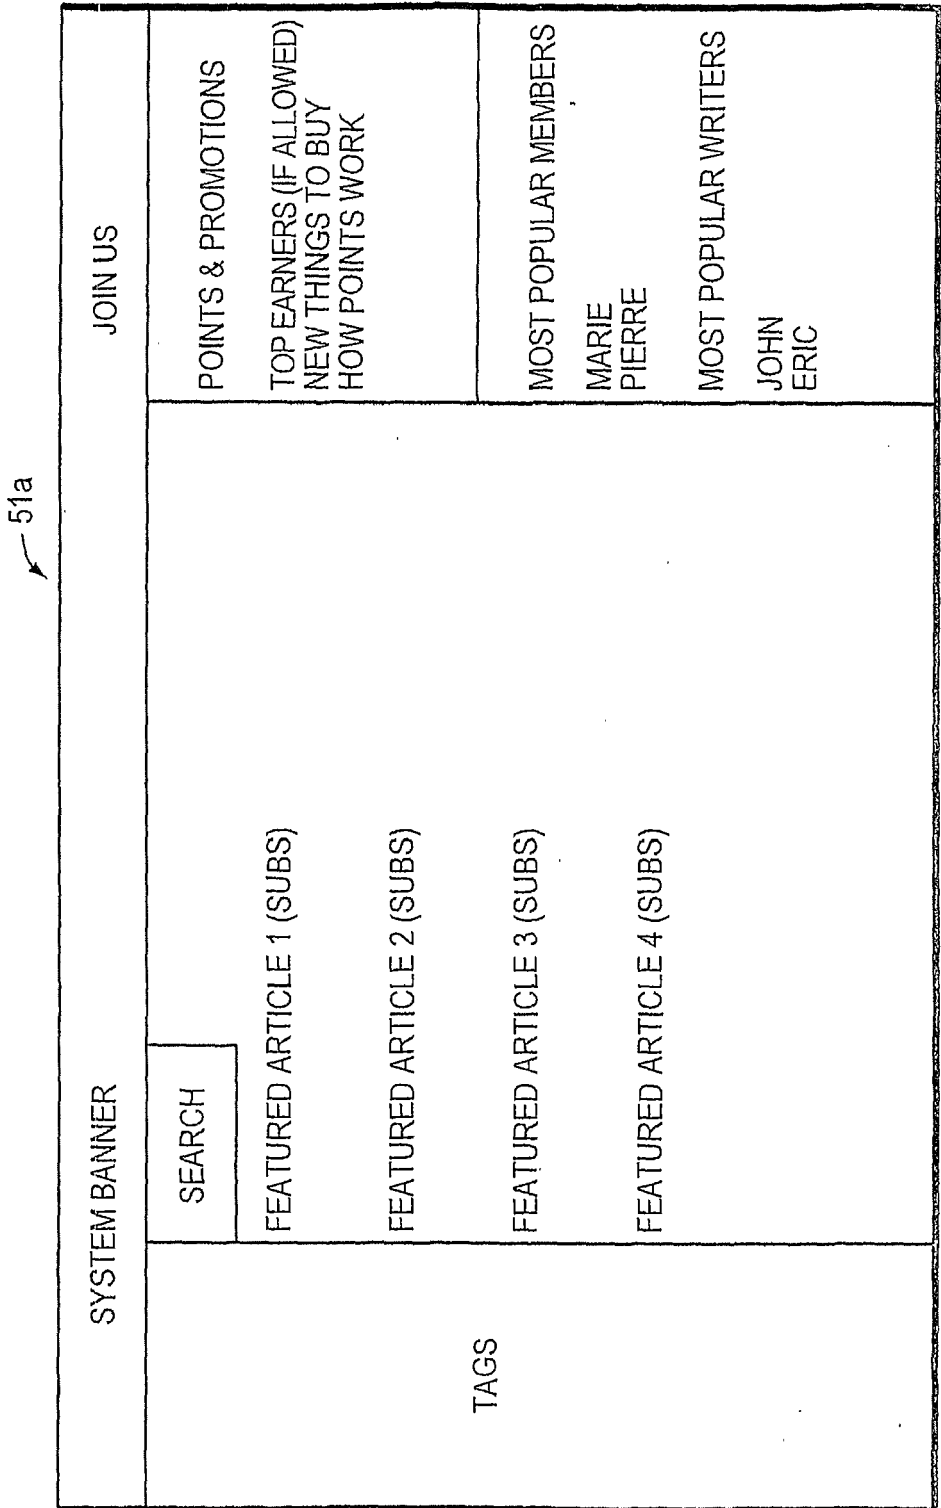 51a
SYSTEM BANNER
JOIN US
TAGS
SEARCH
FEATURED ARTICLE 1 (SUBS)
FEATURED ARTICLE 2 (SUBS)
FEATURED ARTICLE 3 (SUBS)
FEATURED ARTICLE 4 (SUBS)
POINTS & PROMOTIONS
TOP EARNERS (IF ALLOWED)
NEW THINGS TO BUY
HOW POINTS WORK
MOST POPULAR MEMBERS
MARIE
PIERRE
MOST POPULAR WRITERS
JOHN
ERIC